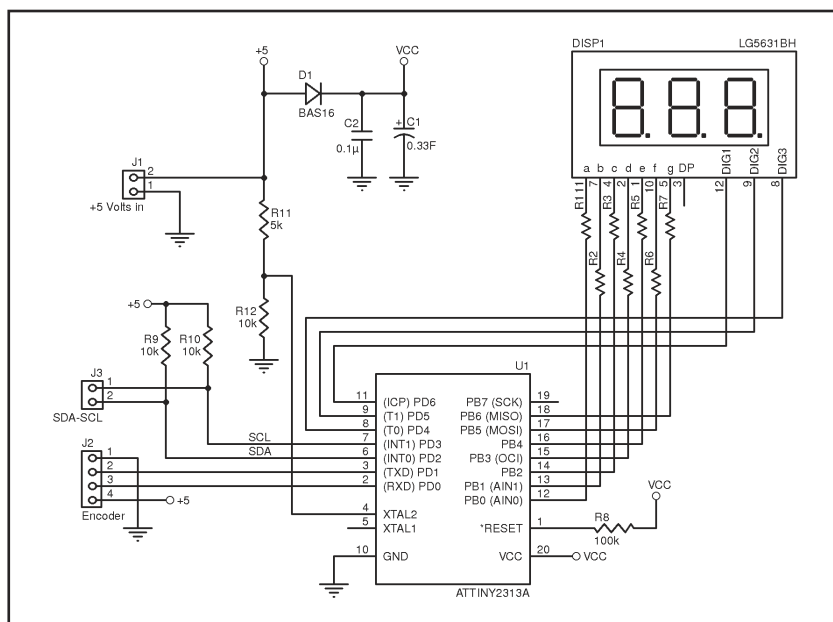 +5
VCC
DISP1 LG5631BH
D1
BAS16
C2
0.1µ
+ C1
0.33F
J1
2
1
+5 Volts in
R11
5k
a b c d e f g DP DIG1 DIG2 DIG3
11 7 4 2 1 10 5 3 12 9 8
R1 R3 R5 R7
R2 R4 R6
+5
R9
10k
R10
10k
R12
10k
U1
J3
1
2
SDA-SCL
11 (ICP) PD6 PB7 (SCK) 19
9 (T1) PD5 PB6 (MISO) 18
8 (T0) PD4 PB5 (MOSI) 17
SCL 7 (INT1) PD3 PB4 16
SDA 6 (INT0) PD2 PB3 (OCI) 15
3 (TXD) PD1 PB2 14
2 (RXD) PD0 PB1 (AIN1) 13
PB0 (AIN0) 12
J2
1
2
3
4
+5
Encoder
4 XTAL2
5 XTAL1 *RESET 1
R8
100k
VCC
10 GND VCC 20 VCC
ATTINY2313A